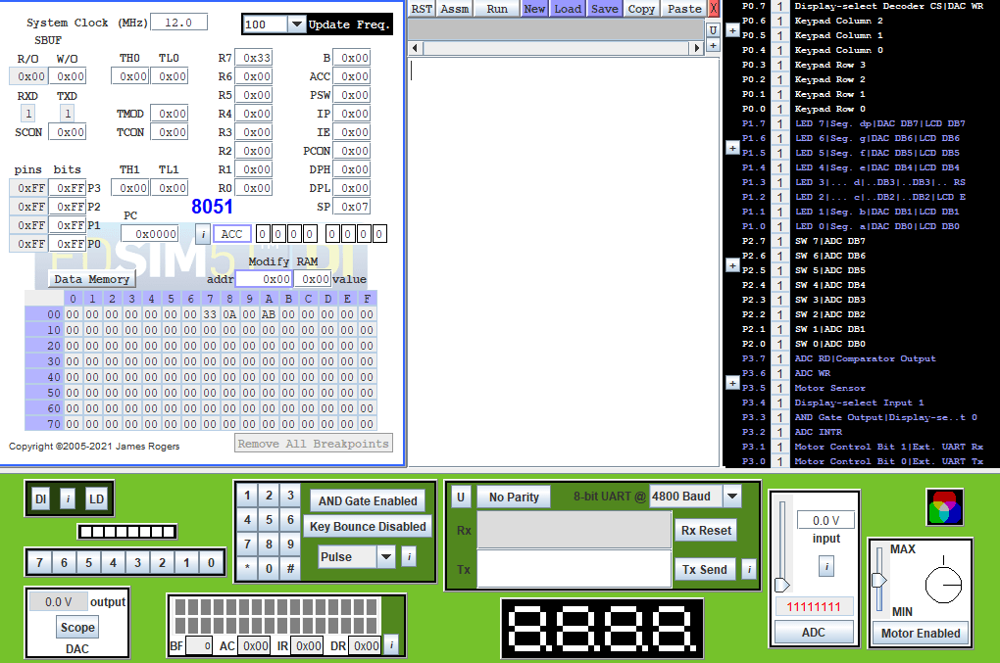 System Clock (MHz) 12.0 100 Update Freq.
SBUF
R/O W/O TH0 TL0 R7 0x33 B 0x00
0x00 0x00 0x00 0x00 R6 0x00 ACC 0x00
RXD TXD R5 0x00 PSW 0x00
1 1 TMOD 0x00 R4 0x00 IP 0x00
SCON 0x00 TCON 0x00 R3 0x00 IE 0x00
R2 0x00 PCON 0x00
pins bits TH1 TL1 R1 0x00 DPH 0x00
0xFF 0xFF P3 0x00 0x00 R0 0x00 DPL 0x00
0xFF 0xFF P2 8051 SP 0x07
0xFF 0xFF P1 PC
0xFF 0xFF P0 0x0000 i ACC 0 0 0 0 0 0 0 0
Modify RAM
Data Memory addr 0x00 0x00 value
0 1 2 3 4 5 6 7 8 9 A B C D E F
00 00 00 00 00 00 00 00 33 0A 00 AB 00 00 00 00 00
10 00 00 00 00 00 00 00 00 00 00 00 00 00 00 00 00
20 00 00 00 00 00 00 00 00 00 00 00 00 00 00 00 00
30 00 00 00 00 00 00 00 00 00 00 00 00 00 00 00 00
40 00 00 00 00 00 00 00 00 00 00 00 00 00 00 00 00
50 00 00 00 00 00 00 00 00 00 00 00 00 00 00 00 00
60 00 00 00 00 00 00 00 00 00 00 00 00 00 00 00 00
70 00 00 00 00 00 00 00 00 00 00 00 00 00 00 00 00
Copyright ©2005-2021 James Rogers Remove All Breakpoints
RST Assm Run New Load Save Copy Paste X
U
+
P0.7 1 Display-select Decoder CS|DAC WR
P0.6 1 Keypad Column 2
+ P0.5 1 Keypad Column 1
P0.4 1 Keypad Column 0
P0.3 1 Keypad Row 3
P0.2 1 Keypad Row 2
P0.1 1 Keypad Row 1
P0.0 1 Keypad Row 0
P1.7 1 LED 7|Seg. dp|DAC DB7|LCD DB7
P1.6 1 LED 6|Seg. g|DAC DB6|LCD DB6
+ P1.5 1 LED 5|Seg. f|DAC DB5|LCD DB5
P1.4 1 LED 4|Seg. e|DAC DB4|LCD DB4
P1.3 1 LED 3|... d|..DB3|..DB3|.. RS
P1.2 1 LED 2|... c|..DB2|..DB2|LCD E
P1.1 1 LED 1|Seg. b|DAC DB1|LCD DB1
P1.0 1 LED 0|Seg. a|DAC DB0|LCD DB0
P2.7 1 SW 7|ADC DB7
P2.6 1 SW 6|ADC DB6
+ P2.5 1 SW 5|ADC DB5
P2.4 1 SW 4|ADC DB4
P2.3 1 SW 3|ADC DB3
P2.2 1 SW 2|ADC DB2
P2.1 1 SW 1|ADC DB1
P2.0 1 SW 0|ADC DB0
P3.7 1 ADC RD|Comparator Output
P3.6 1 ADC WR
+ P3.5 1 Motor Sensor
P3.4 1 Display-select Input 1
P3.3 1 AND Gate Output|Display-se..t 0
P3.2 1 ADC INTR
P3.1 1 Motor Control Bit 1|Ext. UART Rx
P3.0 1 Motor Control Bit 0|Ext. UART Tx
DI i LD
7 6 5 4 3 2 1 0
0.0 V output
Scope
DAC
1 2 3
4 5 6
7 8 9
* 0 #
AND Gate Enabled
Key Bounce Disabled
Pulse i
BF 0 AC 0x00 IR 0x00 DR 0x00 i
U No Parity 8-bit UART @ 4800 Baud
Rx Rx Reset
Tx Tx Send i
8.8.8.8.
0.0 V
input
i
11111111
ADC
MAX
MIN
Motor Enabled